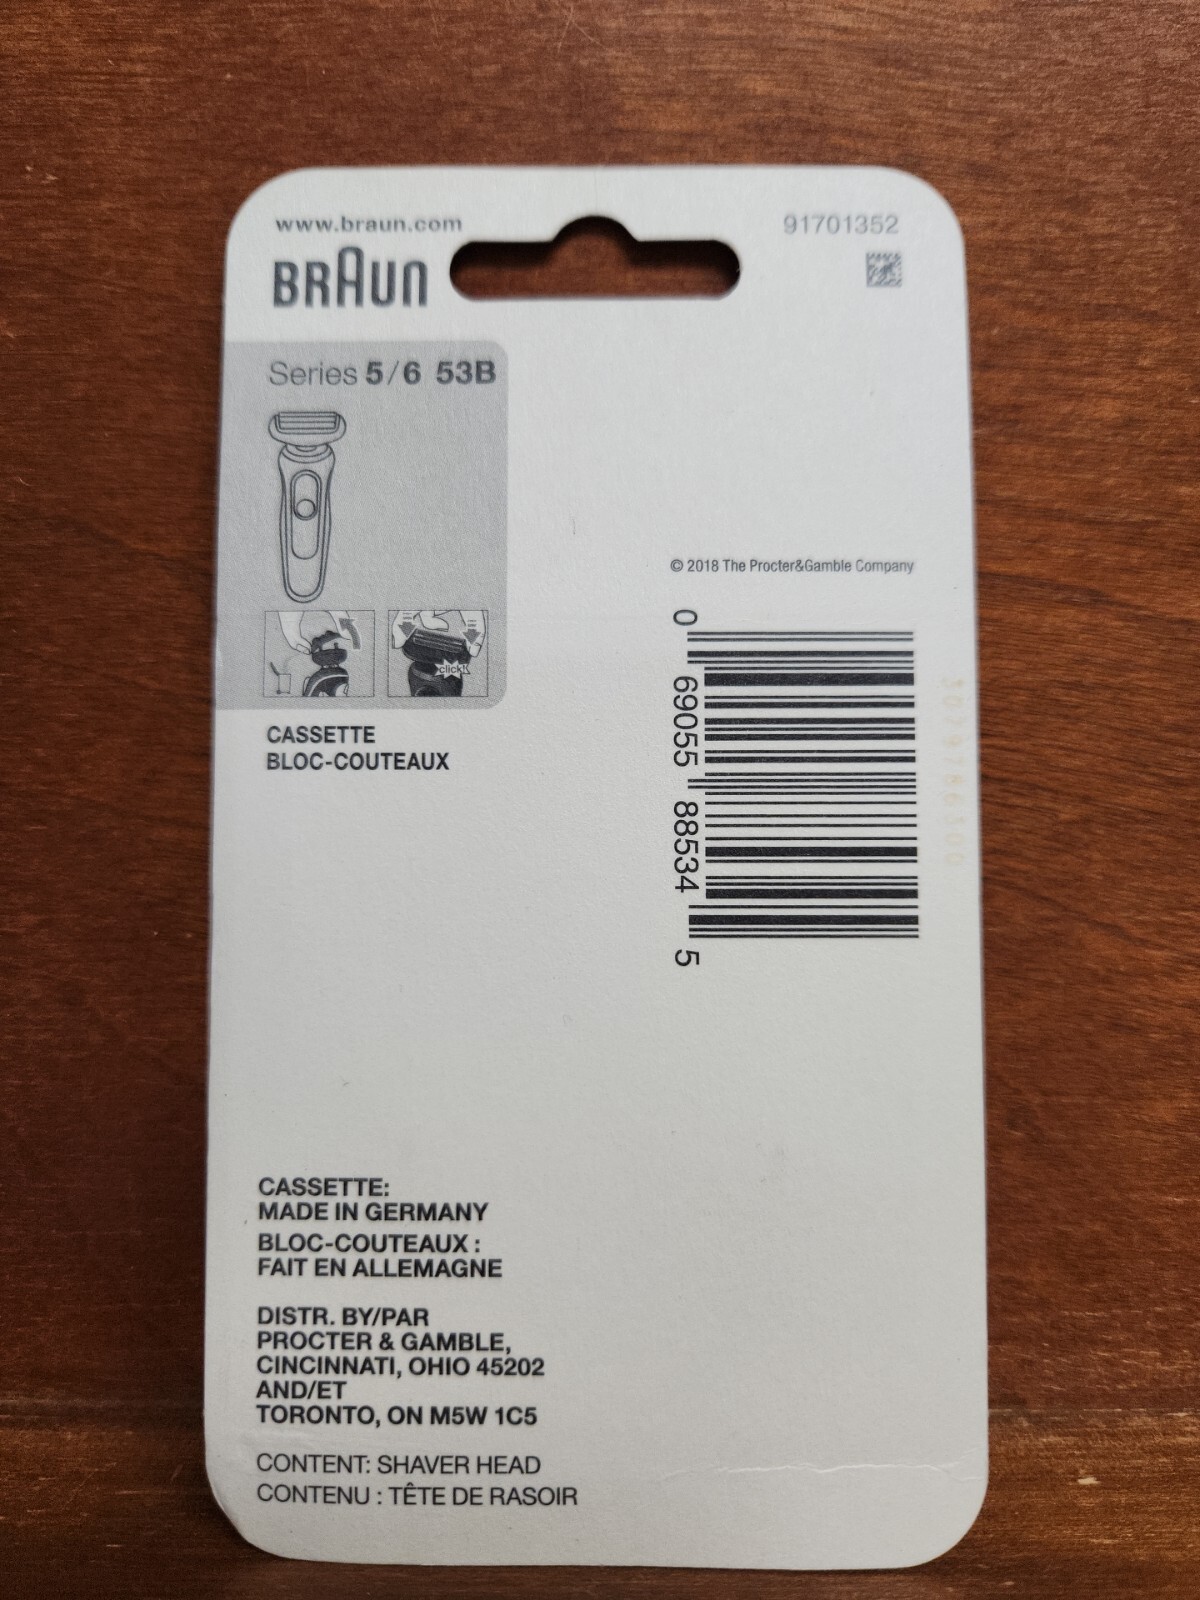 www.braun.com
91701352
BRAUN
Series 5/6 53B
click!
CASSETTE
BLOC-COUTEAUX
© 2018 The Procter&Gamble Company
0 69055 88534 5
CASSETTE:
MADE IN GERMANY
BLOC-COUTEAUX :
FAIT EN ALLEMAGNE
DISTR. BY/PAR
PROCTER & GAMBLE,
CINCINNATI, OHIO 45202
AND/ET
TORONTO, ON M5W 1C5
CONTENT: SHAVER HEAD
CONTENU : TÊTE DE RASOIR